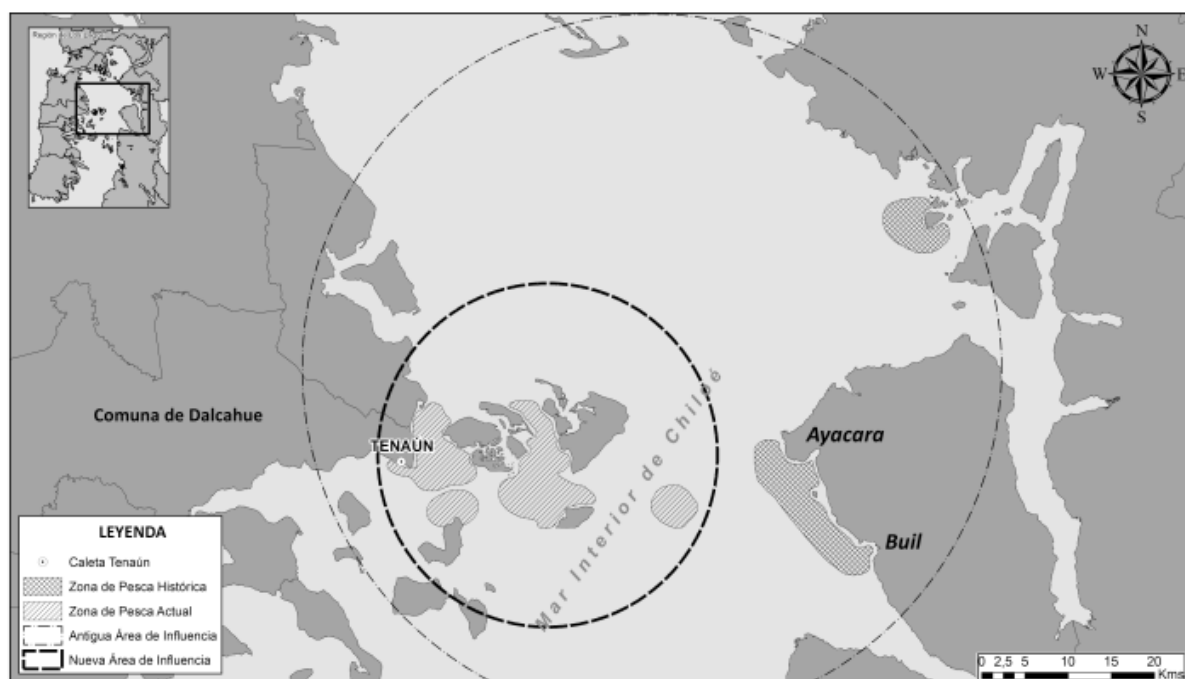 N
W E
S
Comuna de Dalcahue
TENAÚN
Mar Interior de Chiloé
Ayacara
Buil
LEYENDA
Caleta Tenaún
Zona de Pesca Histórica
Zona de Pesca Actual
Antigua Área de Influencia
Nueva Área de Influencia
0 2,5 5 10 15 20
Kms